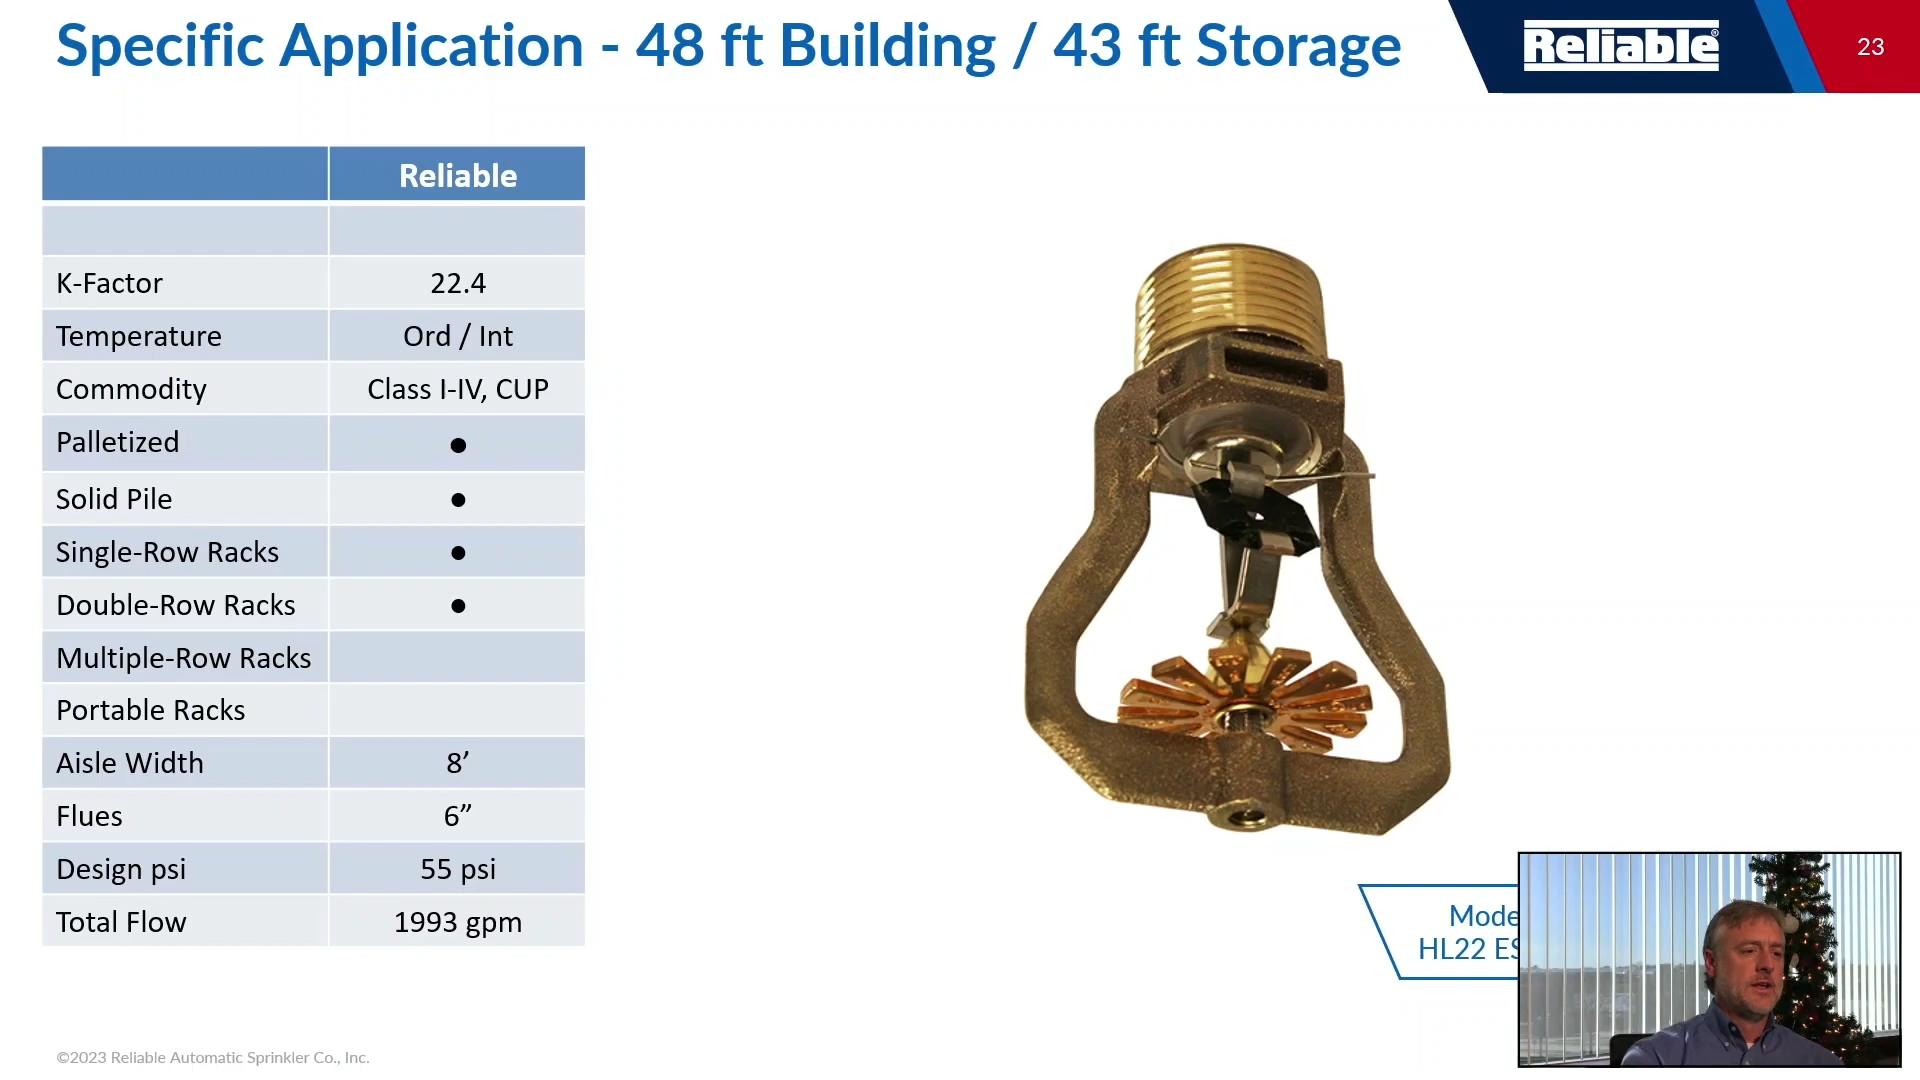 Specific Application - 48 ft Building / 43 ft Storage
Reliable®
23
Reliable
K-Factor 22.4
Temperature Ord / Int
Commodity Class I-IV, CUP
Palletized ●
Solid Pile ●
Single-Row Racks ●
Double-Row Racks ●
Multiple-Row Racks
Portable Racks
Aisle Width 8’
Flues 6”
Design psi 55 psi
Total Flow 1993 gpm
HL22
©2023 Reliable Automatic Sprinkler Co., Inc.